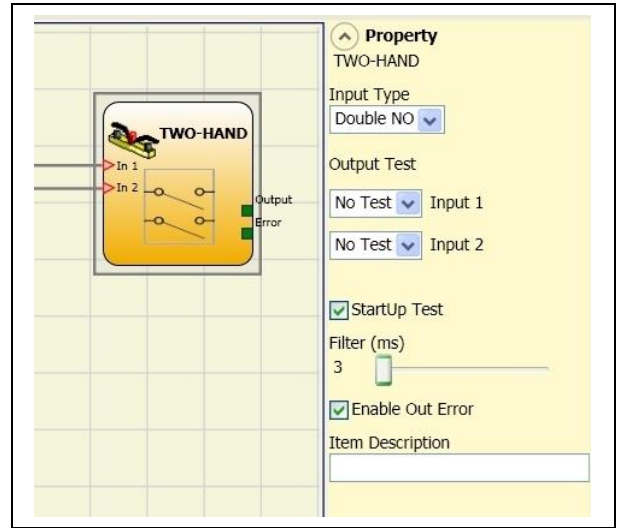 TWO-HAND
In 1
In 2
Output
Error
Property
TWO-HAND
Input Type
Double NO
Output Test
No Test Input 1
No Test Input 2
StartUp Test
Filter (ms)
3
Enable Out Error
Item Description